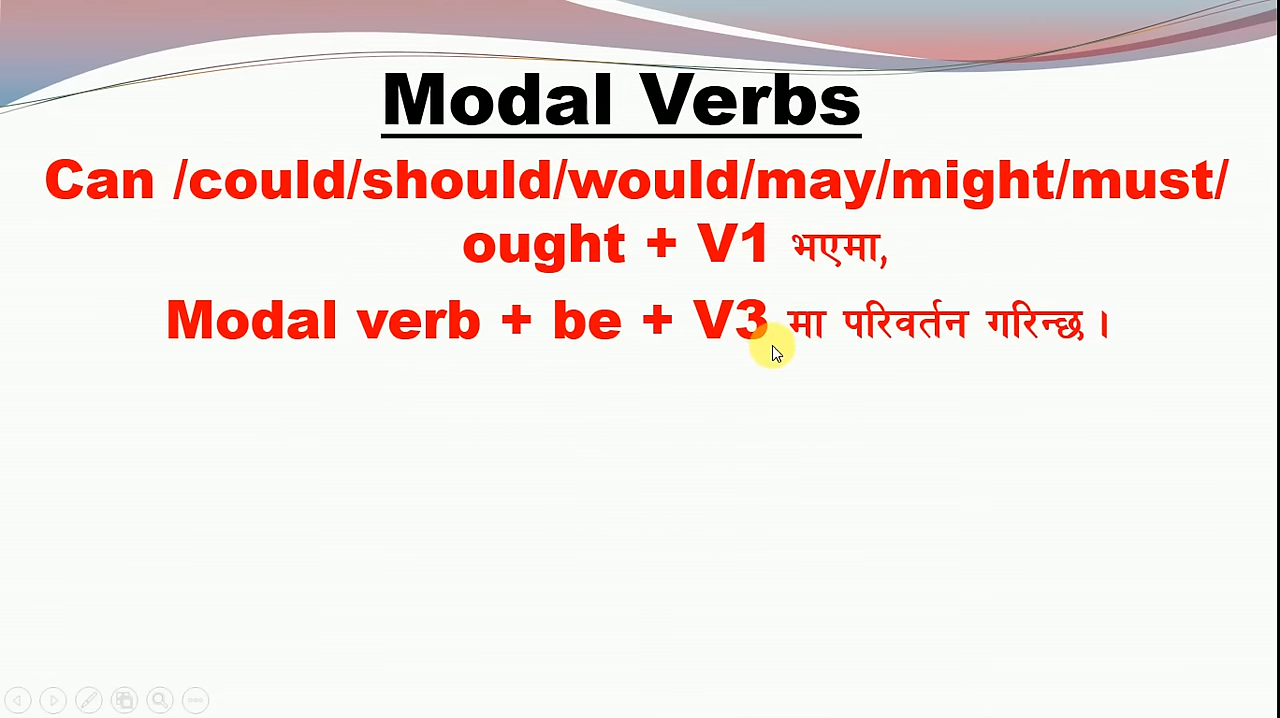 Modal Verbs
Can /could/should/would/may/might/must/
ought + V1 भएमा,
Modal verb + be + V3 मा परिवर्तन गरिन्छ ।